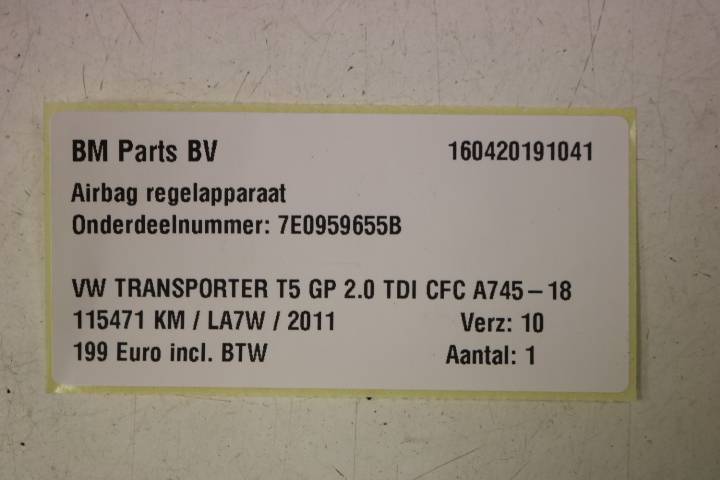 BM Parts BV 160420191041
Airbag regelapparaat
Onderdeelnummer: 7E0959655B
VW TRANSPORTER T5 GP 2.0 TDI CFC A745-18
115471 KM / LA7W / 2011 Verz: 10
199 Euro incl. BTW Aantal: 1